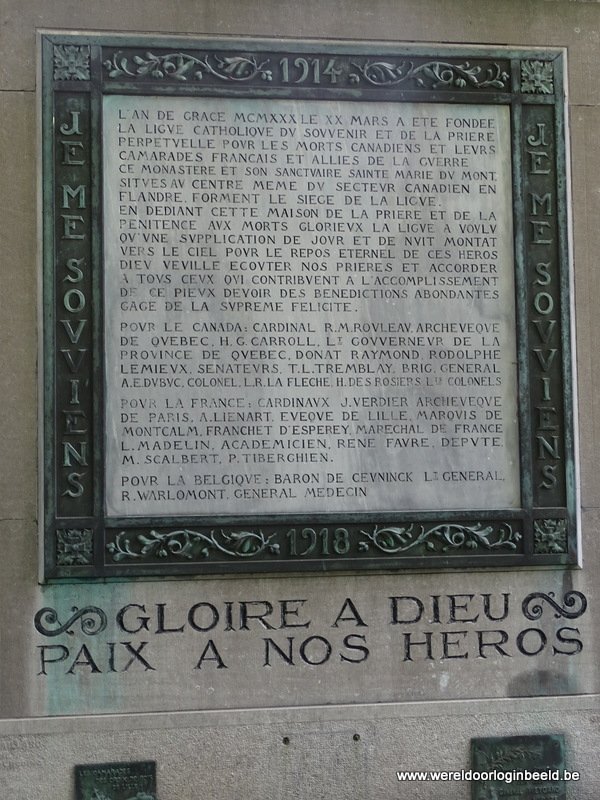 1914
JE ME SOUVIENS
L'AN DE GRACE MCMXXX LE XX MARS A ETE FONDEE
LA LIGVE CATHOLIQVE DV SOVVENIR ET DE LA PRIERE
PERPETVELLE POVR LES MORTS CANADIENS ET LEVRS
CAMARADES FRANCAIS ET ALLIES DE LA GVERRE
CE MONASTERE ET SON SANCTVAIRE SAINTE MARIE DV MONT,
SITVES AV CENTRE MEME DV SECTEVR CANADIEN EN
FLANDRE, FORMENT LE SIEGE DE LA LIGVE.
EN DEDIANT CETTE MAISON DE LA PRIERE ET DE LA
PENITENCE AVX MORTS GLORIEVX LA LIGVE A VOVLV
QV'VNE SVPPLICATION DE JOVR ET DE NVIT MONTAT
VERS LE CIEL POVR LE REPOS ETERNEL DE CES HEROS
DIEV VEVILLE ECOVTER NOS PRIERES ET ACCORDER
A TOVS CEVX QVI CONTRIBVENT A L'ACCOMPLISSEMENT
DE CE PIEVX DEVOIR DES BENEDICTIONS ABONDANTES
GAGE DE LA SVPREME FELICITE.
POVR LE CANADA: CARDINAL R.M.ROVLEAV, ARCHEVEQVE
DE QVEBEC, H.G.CARROLL, LT GOVVERNEVR DE LA
PROVINCE DE QVEBEC, DONAT RAYMOND, RODOLPHE
LEMIEVX, SENATEVRS, T.L.TREMBLAY, BRIG. GENERAL
A.E.DVBVC, COLONEL, L.R.LA FLECHE, H.DES ROSIERS, LTS COLONELS
POVR LA FRANCE: CARDINAVX J.VERDIER ARCHEVEQVE
DE PARIS, A.LIENART, EVEQVE DE LILLE, MARQVIS DE
MONTCALM, FRANCHET D'ESPEREY, MARECHAL DE FRANCE
L.MADELIN, ACADEMICIEN, RENE FAVRE, DEPVTE,
M.SCALBERT, P.TIBERGHIEN.
POVR LA BELGIQVE: BARON DE CEVNINCK LT GENERAL,
R.WARLOMONT, GENERAL MEDECIN
JE ME SOUVIENS
1918
GLOIRE A DIEU
PAIX A NOS HEROS
LES CAMARADES
www.wereldoorloginbeeld.be